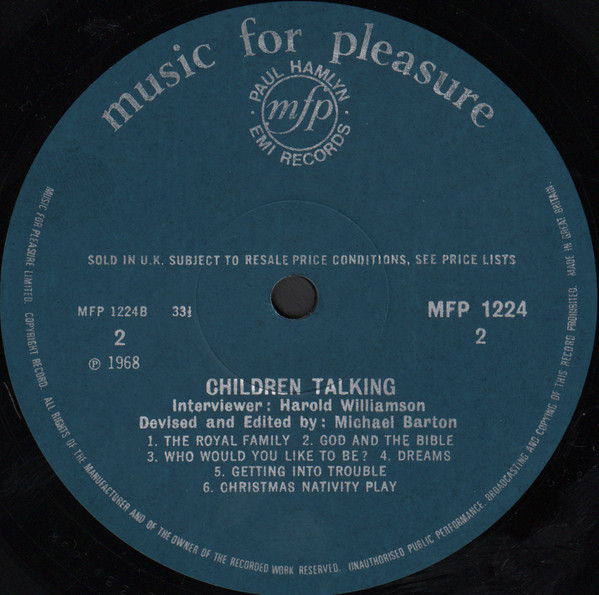 music for pleasure
PAUL HAMLYN
mfp
EMI RECORDS
SOLD IN U.K. SUBJECT TO RESALE PRICE CONDITIONS, SEE PRICE LISTS
MFP 1224B 33⅓
MFP 1224
2
2
℗ 1968
CHILDREN TALKING
Interviewer: Harold Williamson
Devised and Edited by: Michael Barton
1. THE ROYAL FAMILY 2. GOD AND THE BIBLE
3. WHO WOULD YOU LIKE TO BE? 4. DREAMS
5. GETTING INTO TROUBLE
6. CHRISTMAS NATIVITY PLAY
MUSIC FOR PLEASURE LIMITED. COPYRIGHT RECORD. ALL RIGHTS OF THE MANUFACTURER AND OF THE OWNER OF THE RECORDED WORK RESERVED. UNAUTHORISED PUBLIC PERFORMANCE, BROADCASTING AND COPYING OF THIS RECORD PROHIBITED. MADE IN GREAT BRITAIN.